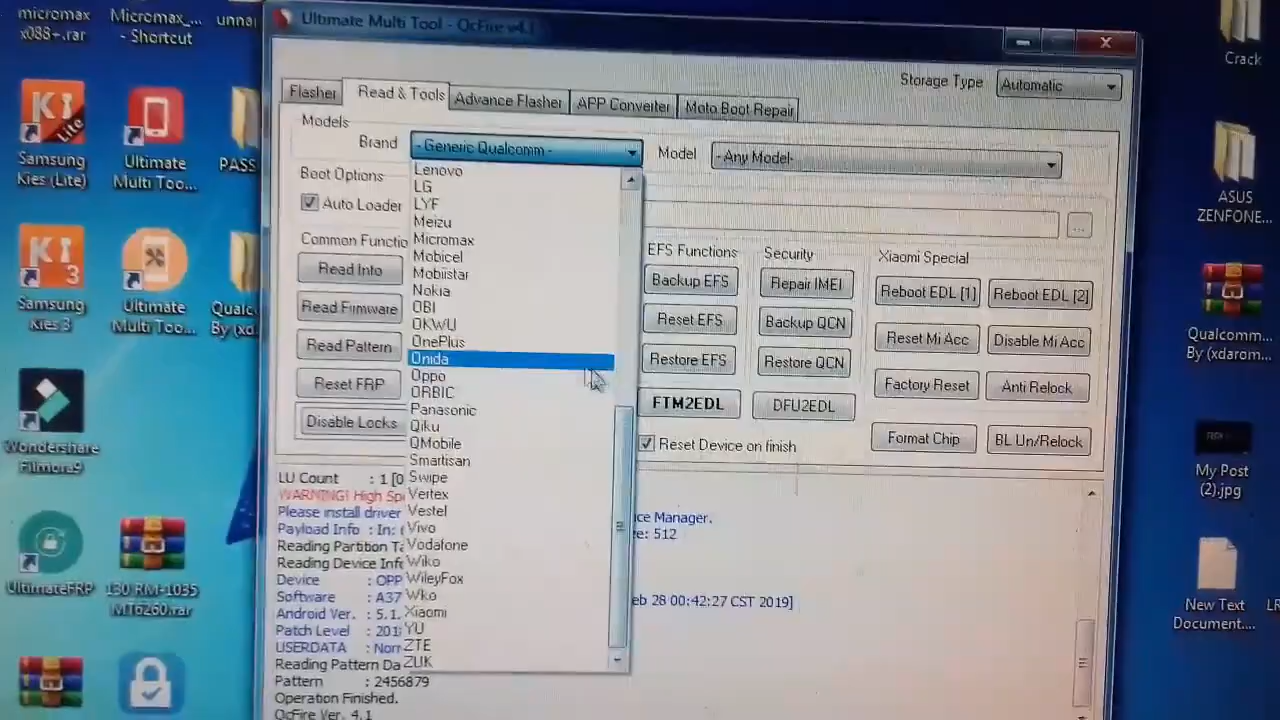 micromax
x088+.rar
Micromax_...
- Shortcut
unna
Ultimate Multi Tool - QcFire v4.1
Crack
Storage Type
Automatic
Flasher
Read & Tools
Advance Flasher
APP Converter
Moto Boot Repair
Models
Brand
- Generic Qualcomm -
Model
- Any Model-
Boot Options
Auto Loader
...
Common Functio
EFS Functions
Security
Xiaomi Special
Read Info
Backup EFS
Repair IMEI
Reboot EDL [1]
Reboot EDL [2]
Read Firmware
Reset EFS
Backup QCN
Reset Mi Acc
Disable Mi Acc
Read Pattern
Restore EFS
Restore QCN
Reset FRP
FTM2EDL
DFU2EDL
Factory Reset
Anti Relock
Disable Locks
Reset Device on finish
Format Chip
BL Un/Relock
Lenovo
LG
LYF
Meizu
Micromax
Mobicel
Mobiistar
Nokia
OBI
OKWU
OnePlus
Onida
Oppo
ORBIC
Panasonic
Qiku
QMobile
Smartisan
Swipe
Vertex
Vestel
Vivo
Vodafone
Wiko
WileyFox
Wko
Xiaomi
YU
ZTE
ZUK
LU Count : 1 [0
WARNING! High Spe
Please install driver
ce Manager.
Payload Info : In: (
ze: 512
Reading Partition Ta
Reading Device Info
Device : OPP
Software : A37
eb 28 00:42:27 CST 2019]
Android Ver. : 5.1.
Patch Level : 201
USERDATA : Norm
Reading Pattern Da
Pattern : 2456879
Operation Finished.
QcFire Ver. 4.1
Samsung
Kies (Lite)
Ultimate
Multi Too...
PASS
Samsung
Kies 3
Ultimate
Multi Too...
Qualc
By (xd
Wondershare
Filmora9
UltimateFRP
130 RM-1035
MT6260.rar
ASUS
ZENFONE...
Qualcomm...
By (xdarom...
My Post
(2).jpg
New Text
Document....